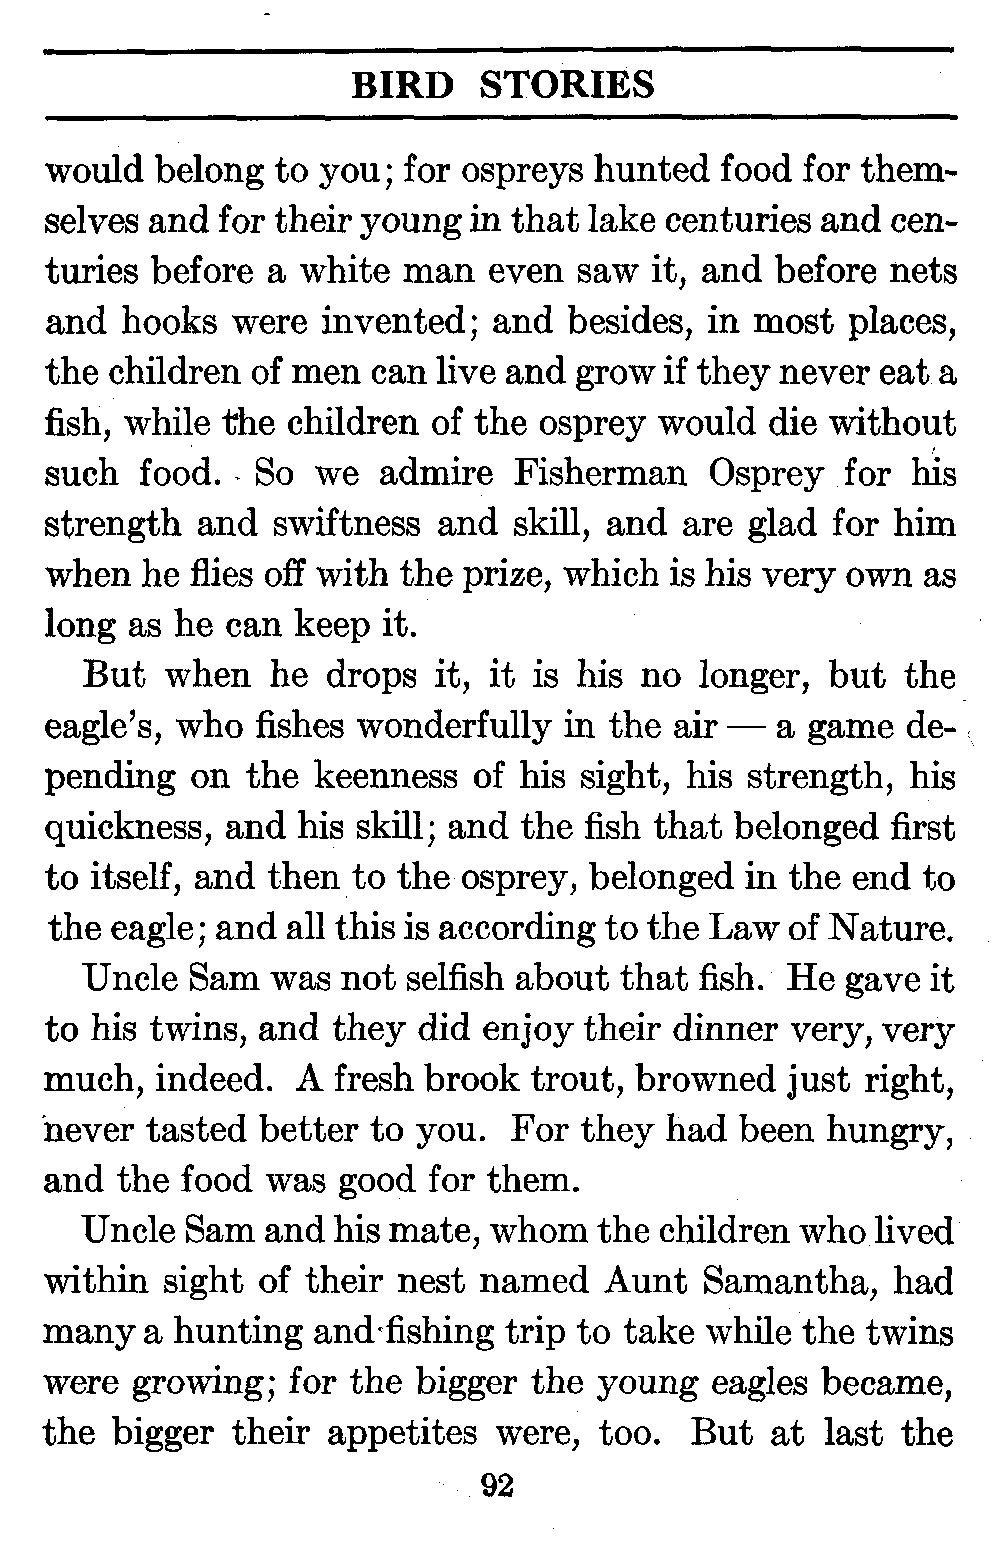 BIRD STORIES
would belong to you; for ospreys hunted food for them-
selves and for their young in that lake centuries and cen-
turies before a white man even saw it, and before nets
and hooks were invented; and besides, in most places,
the children of men can live and grow if they never eat a
fish, while the children of the osprey would die without
such food. So we admire Fisherman Osprey for his
strength and swiftness and skill, and are glad for him
when he flies off with the prize, which is his very own as
long as he can keep it.
But when he drops it, it is his no longer, but the
eagle's, who fishes wonderfully in the air — a game de-
pending on the keenness of his sight, his strength, his
quickness, and his skill; and the fish that belonged first
to itself, and then to the osprey, belonged in the end to
the eagle; and all this is according to the Law of Nature.
Uncle Sam was not selfish about that fish. He gave it
to his twins, and they did enjoy their dinner very, very
much, indeed. A fresh brook trout, browned just right,
never tasted better to you. For they had been hungry,
and the food was good for them.
Uncle Sam and his mate, whom the children who lived
within sight of their nest named Aunt Samantha, had
many a hunting and fishing trip to take while the twins
were growing; for the bigger the young eagles became,
the bigger their appetites were, too. But at last the
92